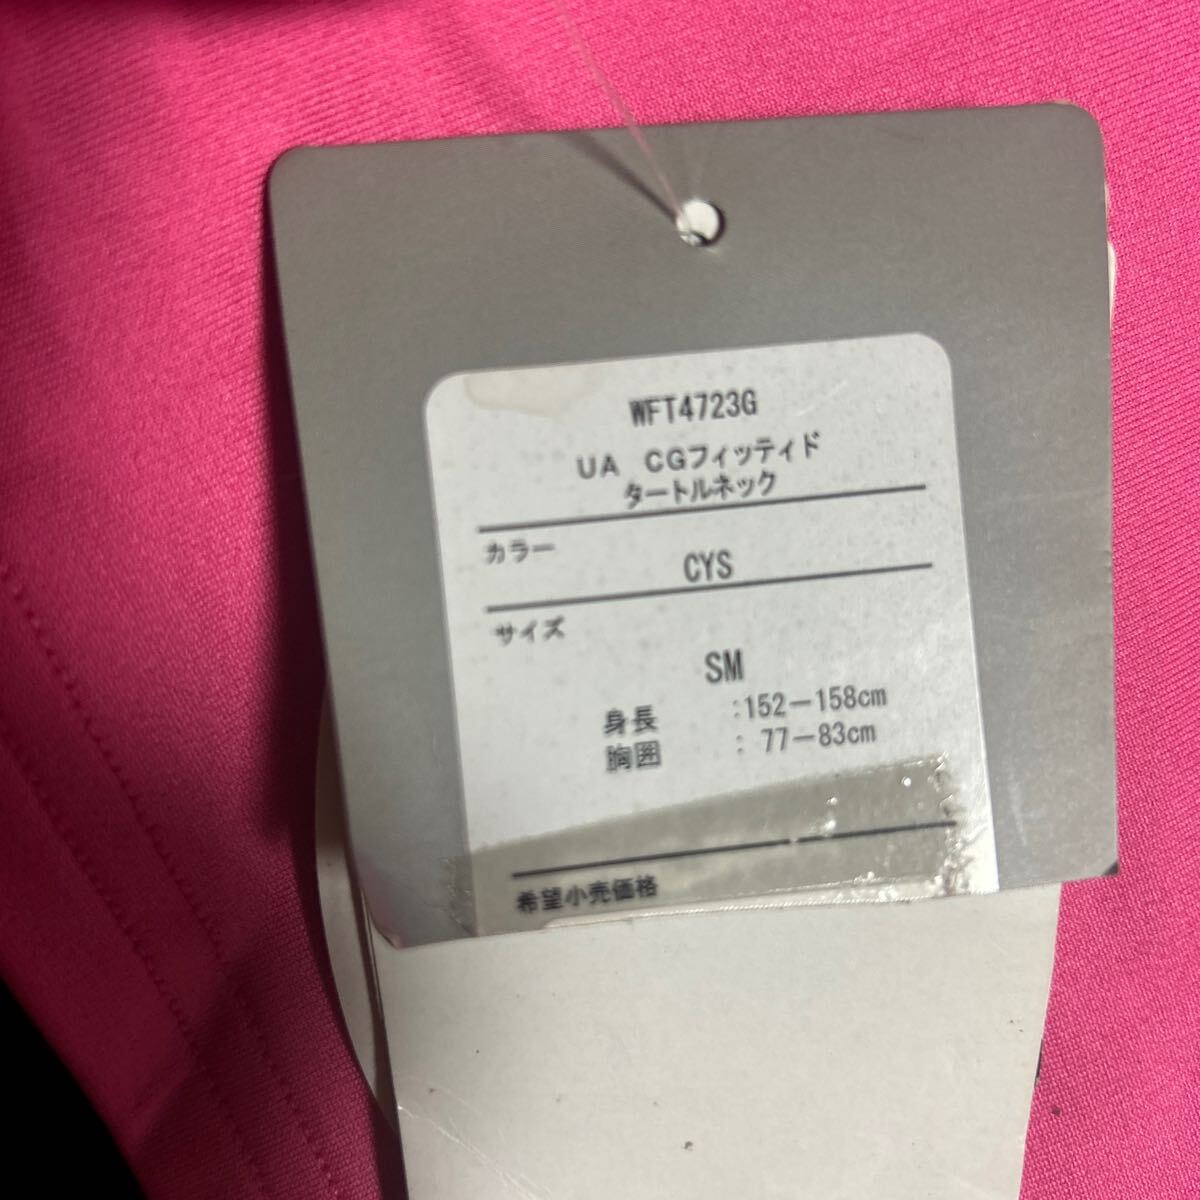 WFT4723G
UA CGフィッティド
タートルネック
カラー
CYS
サイズ
SM
身長 :152-158cm
胸囲 : 77-83cm
希望小売価格